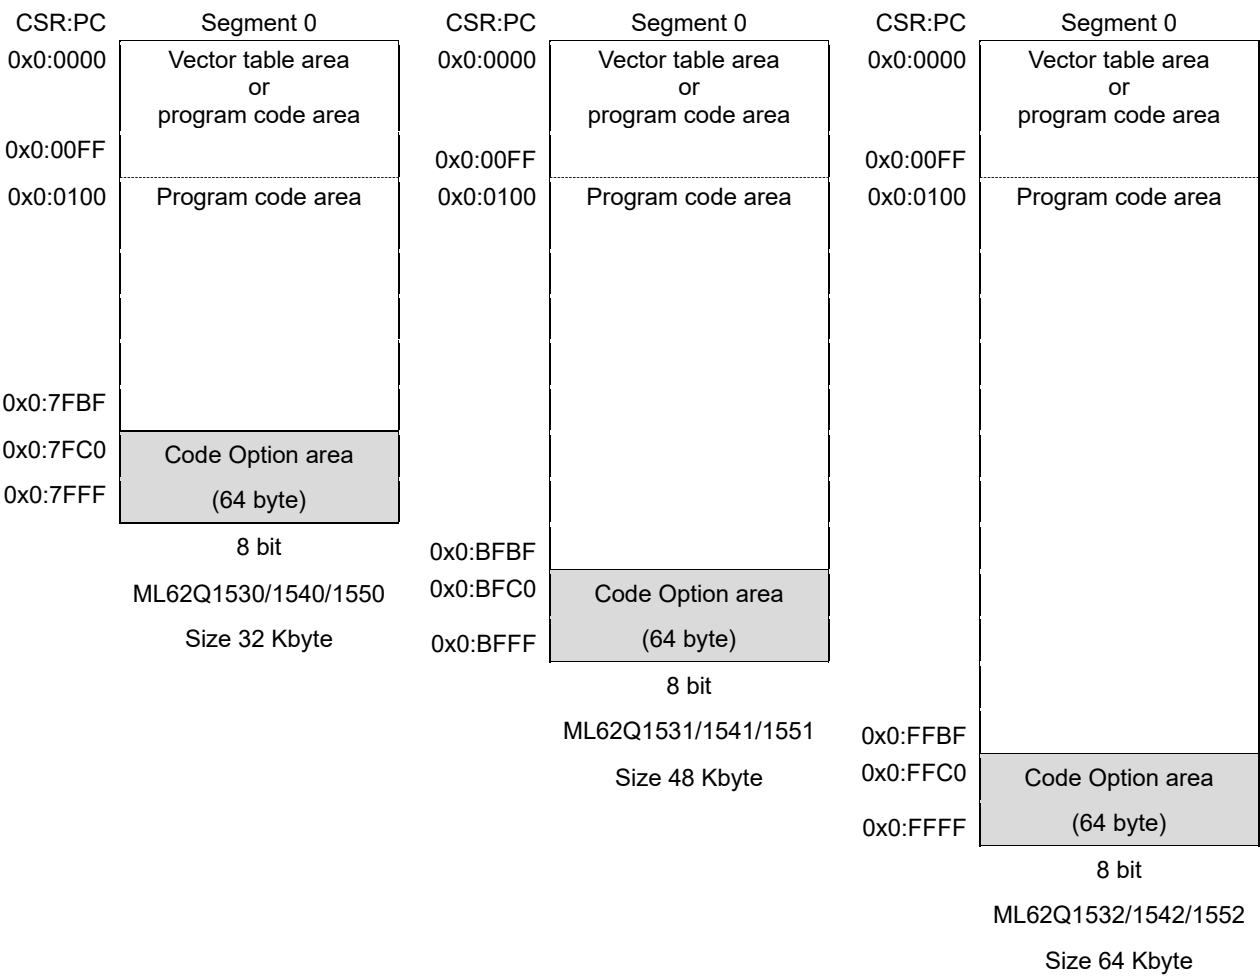 CSR:PC
Segment 0
0x0:0000
Vector table area
or
program code area
0x0:00FF
0x0:0100
Program code area
0x0:7FBF
0x0:7FC0
Code Option area
0x0:7FFF
(64 byte)
8 bit
ML62Q1530/1540/1550
Size 32 Kbyte
CSR:PC
Segment 0
0x0:0000
Vector table area
or
program code area
0x0:00FF
0x0:0100
Program code area
0x0:BFBF
0x0:BFC0
Code Option area
0x0:BFFF
(64 byte)
8 bit
ML62Q1531/1541/1551
Size 48 Kbyte
CSR:PC
Segment 0
0x0:0000
Vector table area
or
program code area
0x0:00FF
0x0:0100
Program code area
0x0:FFBF
0x0:FFC0
Code Option area
0x0:FFFF
(64 byte)
8 bit
ML62Q1532/1542/1552
Size 64 Kbyte